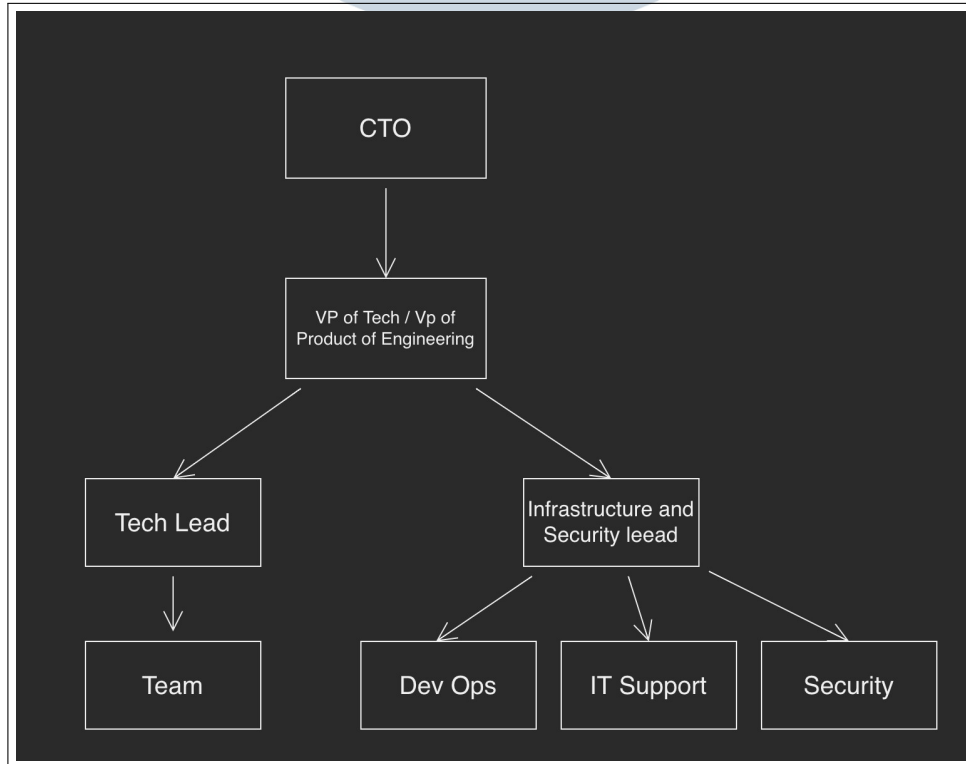 CTO
VP of Tech / Vp of
Product of Engineering
Tech Lead
Infrastructure and
Security leead
Team
Dev Ops
IT Support
Security